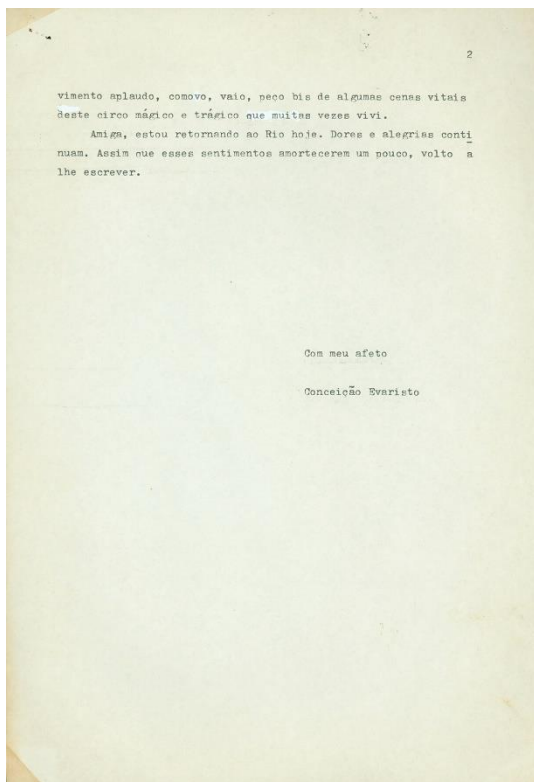 2
vimento aplaudo, comovo, vaio, peco bis de algumas cenas vitais
deste circo mágico e trágico que muitas vezes vivi.
Amiga, estou retornando ao Rio hoje. Dores e alegrias conti
nuam. Assim que esses sentimentos amortecerem um pouco, volto a
lhe escrever.
Com meu afeto
Conceição Evaristo